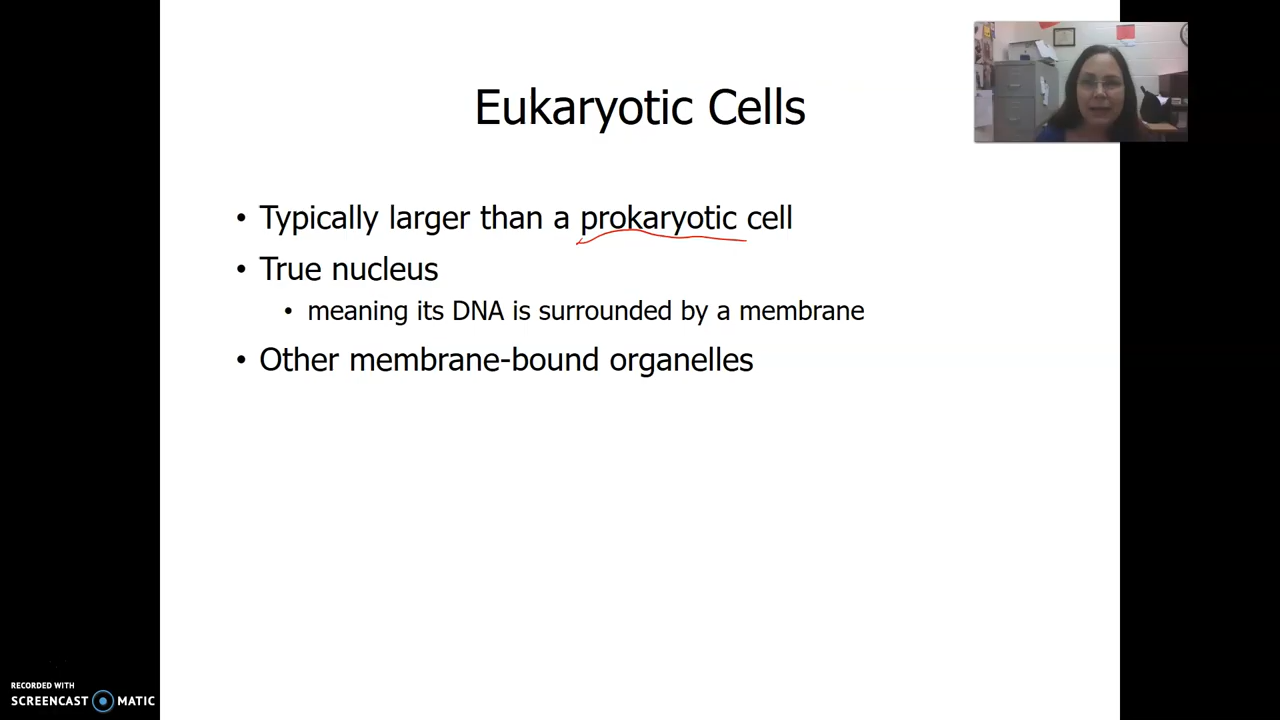 Eukaryotic Cells
• Typically larger than a prokaryotic cell
• True nucleus
• meaning its DNA is surrounded by a membrane
• Other membrane-bound organelles
RECORDED WITH
SCREENCAST MATIC